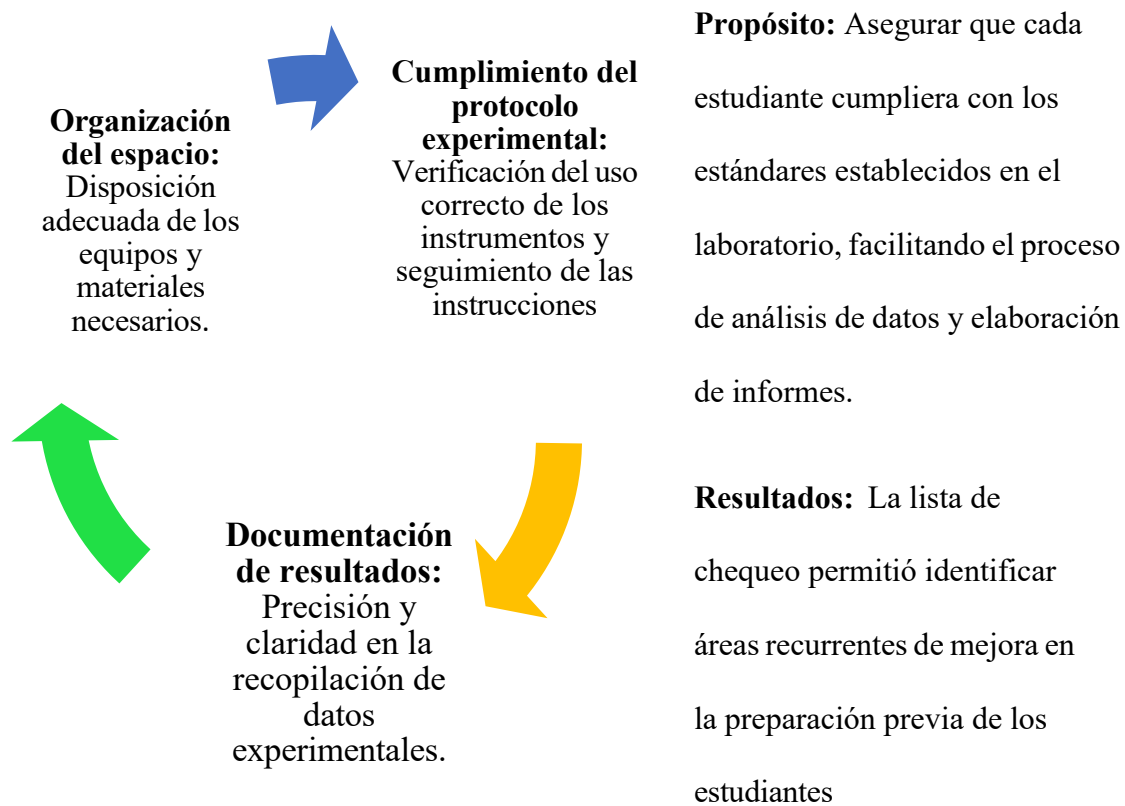 Organización
del espacio:
Disposición
adecuada de los
equipos y
materiales
necesarios.
Cumplimiento del
protocolo
experimental:
Verificación del uso
correcto de los
instrumentos y
seguimiento de las
instrucciones
Documentación
de resultados:
Precisión y
claridad en la
recopilación de
datos
experimentales.
Propósito: Asegurar que cada
estudiante cumpliera con los
estándares establecidos en el
laboratorio, facilitando el proceso
de análisis de datos y elaboración
de informes.
Resultados: La lista de
chequeo permitió identificar
áreas recurrentes de mejora en
la preparación previa de los
estudiantes